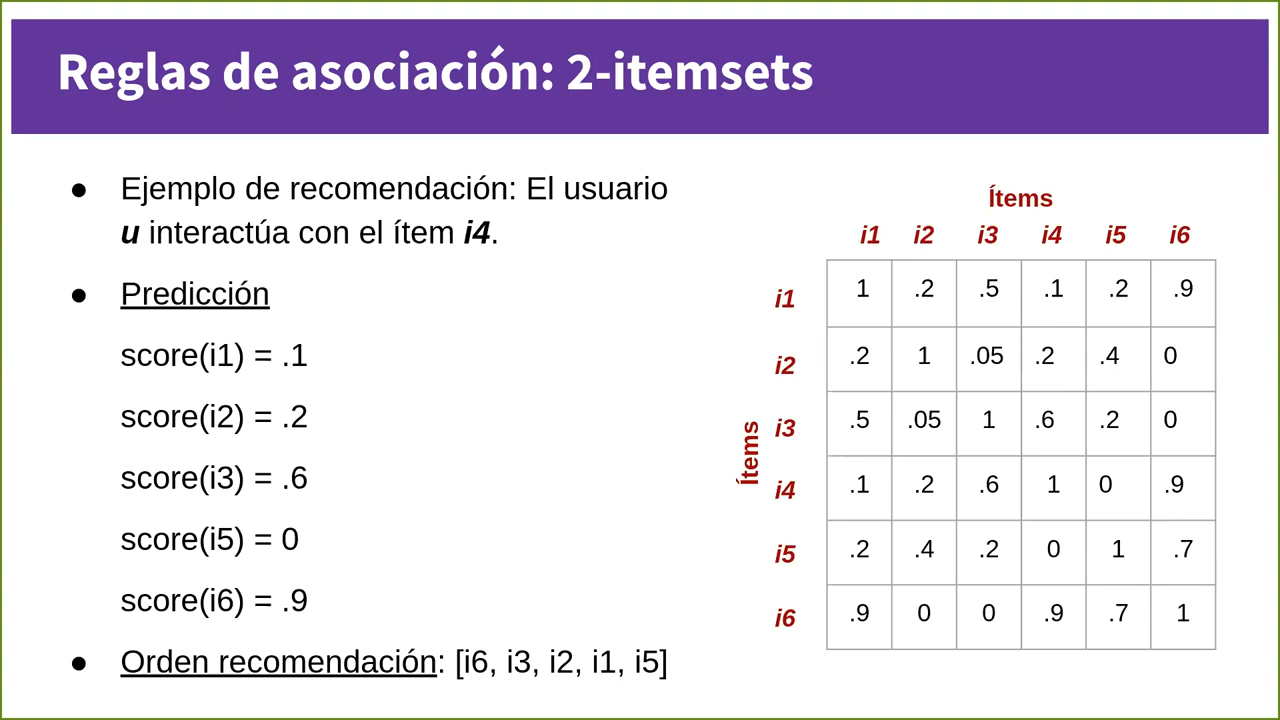 Reglas de asociación: 2-itemsets
● Ejemplo de recomendación: El usuario
u interactúa con el ítem i4.
● Predicción
score(i1) = .1
score(i2) = .2
score(i3) = .6
score(i5) = 0
score(i6) = .9
● Orden recomendación: [i6, i3, i2, i1, i5]
Ítems
i1 i2 i3 i4 i5 i6
Ítems
i1 1 .2 .5 .1 .2 .9
i2 .2 1 .05 .2 .4 0
i3 .5 .05 1 .6 .2 0
i4 .1 .2 .6 1 0 .9
i5 .2 .4 .2 0 1 .7
i6 .9 0 0 .9 .7 1